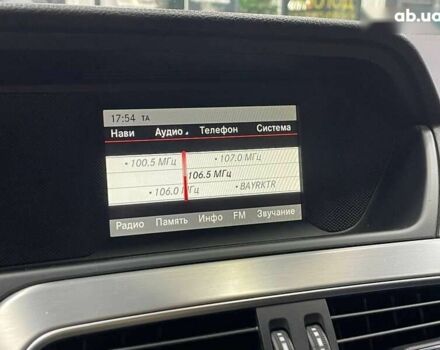 ab.ua
17:54 TA
Нави Аудио Телефон Система
• 100.5 МГц • 107.0 МГц
106.5 МГц
• 106.0 МГц • BAYRKTR
Радио Память Инфо FM Звучание